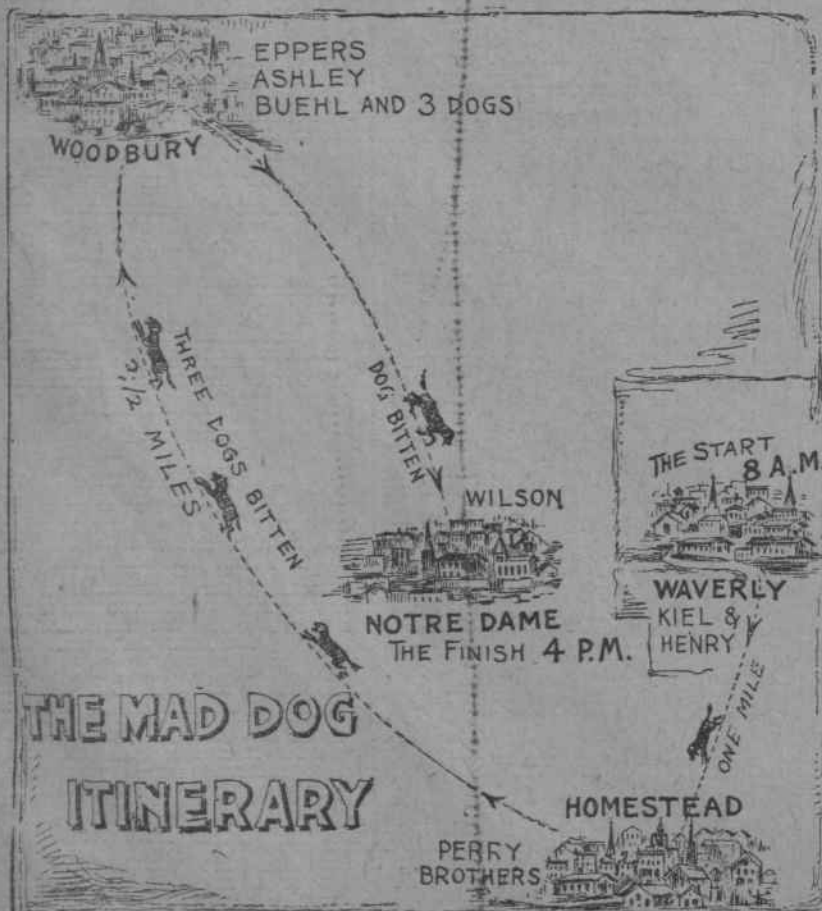 EPPERS
ASHLEY
BUEHL AND 3 DOGS
WOODBURY
THREE DOGS BITTEN
2 1/2 MILES
DOG BITTEN
WILSON
NOTRE DAME
THE FINISH 4 P.M.
THE START
8 A.M.
WAVERLY
KIEL &
HENRY
ONE MILE
THE MAD DOG
ITINERARY
HOMESTEAD
PERRY
BROTHERS